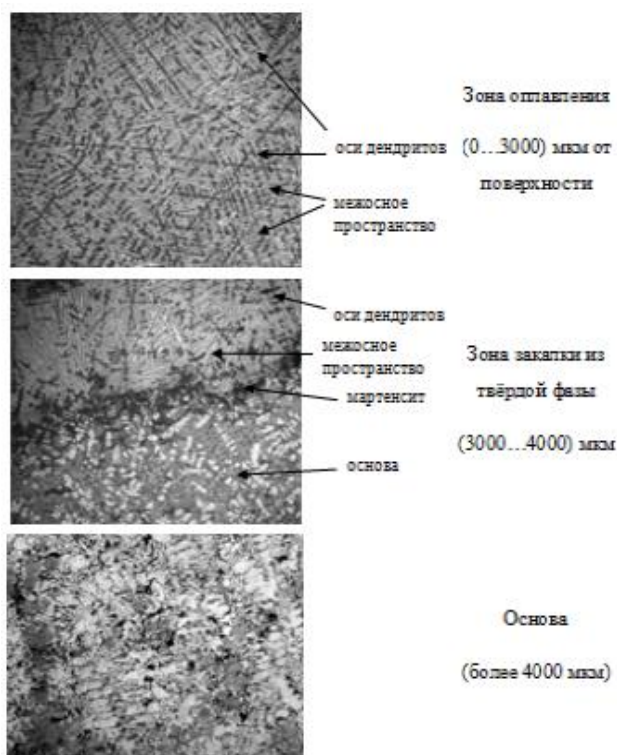 Зона оплавления
(0...3000) мкм от
поверхности
оси дендритов
межосное
пространство
оси дендритов
межосное
пространство
мартенсит
основа
Зона закалки из
твёрдой фазы
(3000...4000) мкм
Основа
(более 4000 мкм)